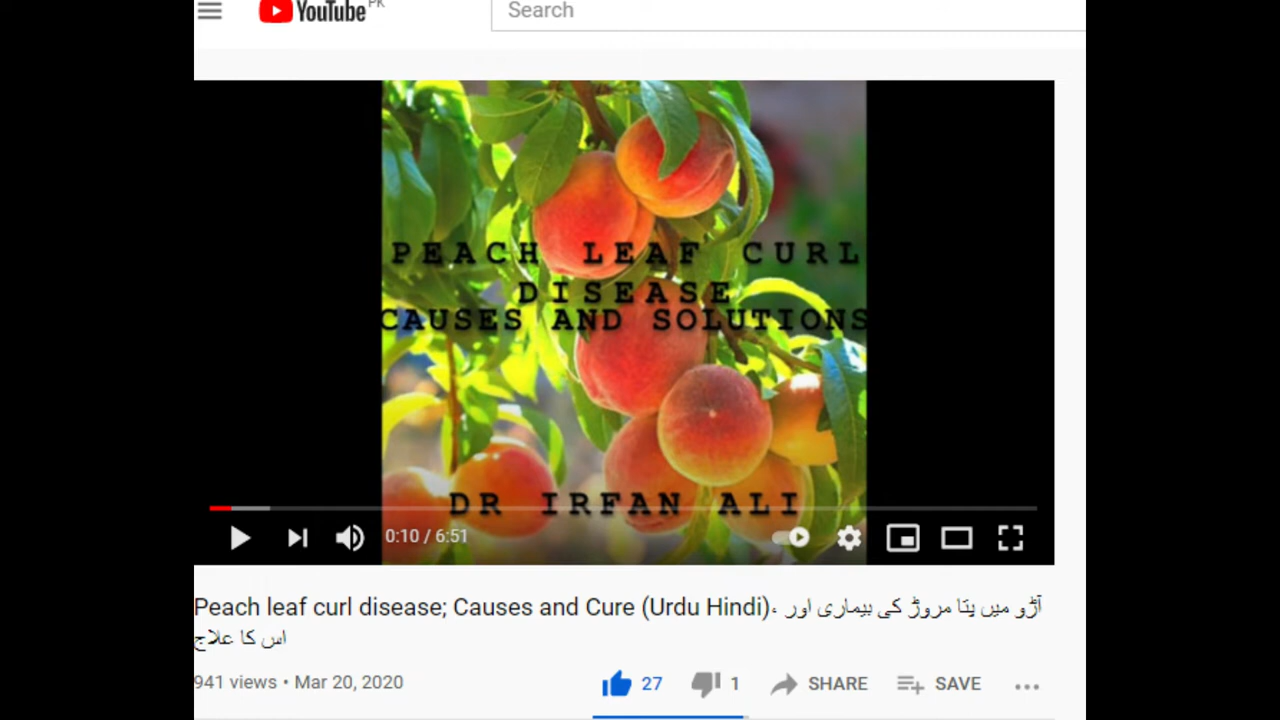 YouTube PK
Search
PEACH LEAF CURL
DISEASE
CAUSES AND SOLUTIONS
DR IRFAN ALI
0:10 / 6:51
Peach leaf curl disease; Causes and Cure (Urdu Hindi)، آڑو میں پتا مروڑ کی بیماری اور
اس کا علاج
941 views • Mar 20, 2020
27
1
SHARE
SAVE